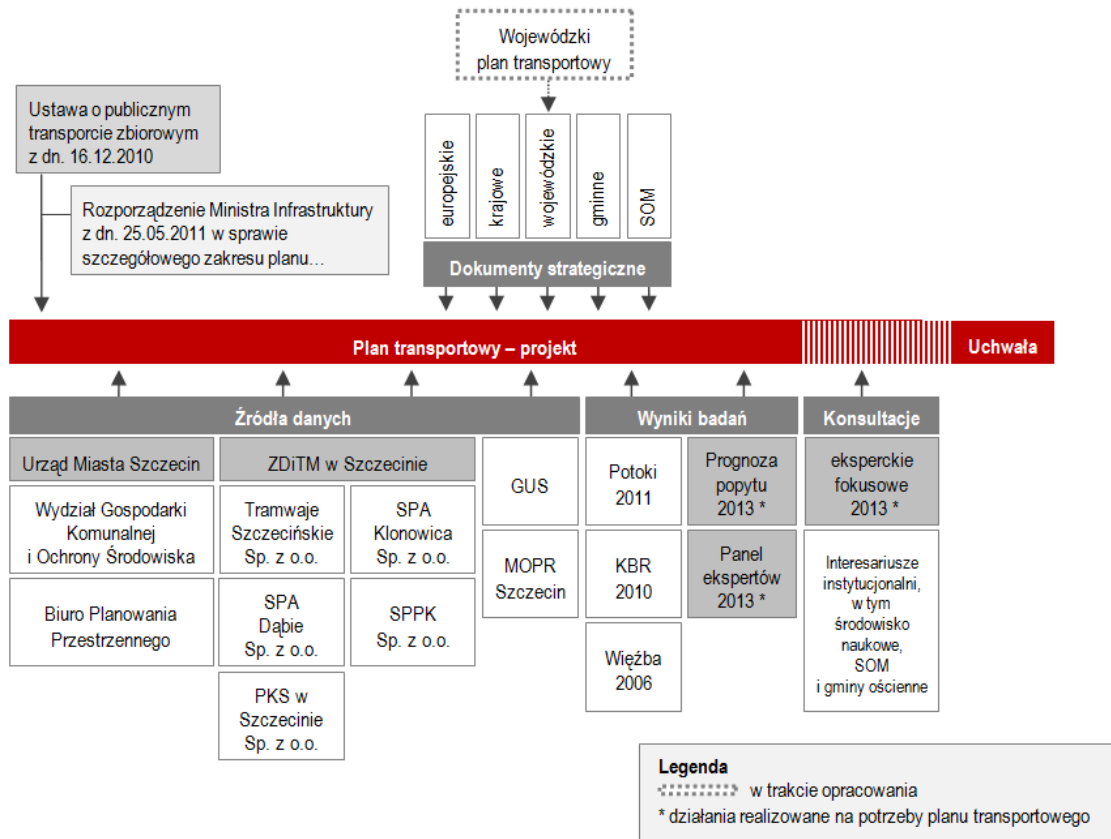 Wojewódzki
plan transportowy
Ustawa o publicznym
transporcie zbiorowym
z dn. 16.12.2010
Rozporządzenie Ministra Infrastruktury
z dn. 25.05.2011 w sprawie
szczegółowego zakresu planu…
europejskie
krajowe
wojewódzkie
gminne
SOM
Dokumenty strategiczne
Plan transportowy – projekt
Uchwała
Źródła danych
Urząd Miasta Szczecin
Wydział Gospodarki
Komunalnej
i Ochrony Środowiska
Biuro Planowania
Przestrzennego
ZDiTM w Szczecinie
Tramwaje
Szczecińskie
Sp. z o.o.
SPA
Dąbie
Sp. z o.o.
PKS w
Szczecinie
Sp. z o.o.
SPA
Klonowica
Sp. z o.o.
SPPK
Sp. z o.o.
GUS
MOPR
Szczecin
Wyniki badań
Potoki
2011
KBR
2010
Więźba
2006
Prognoza
popytu
2013 *
Panel
ekspertów
2013 *
Konsultacje
eksperckie
fokusowe
2013 *
Interesariusze
instytucjonalni,
w tym
środowisko
naukowe,
SOM
i gminy ościenne
Legenda
w trakcie opracowania
* działania realizowane na potrzeby planu transportowego